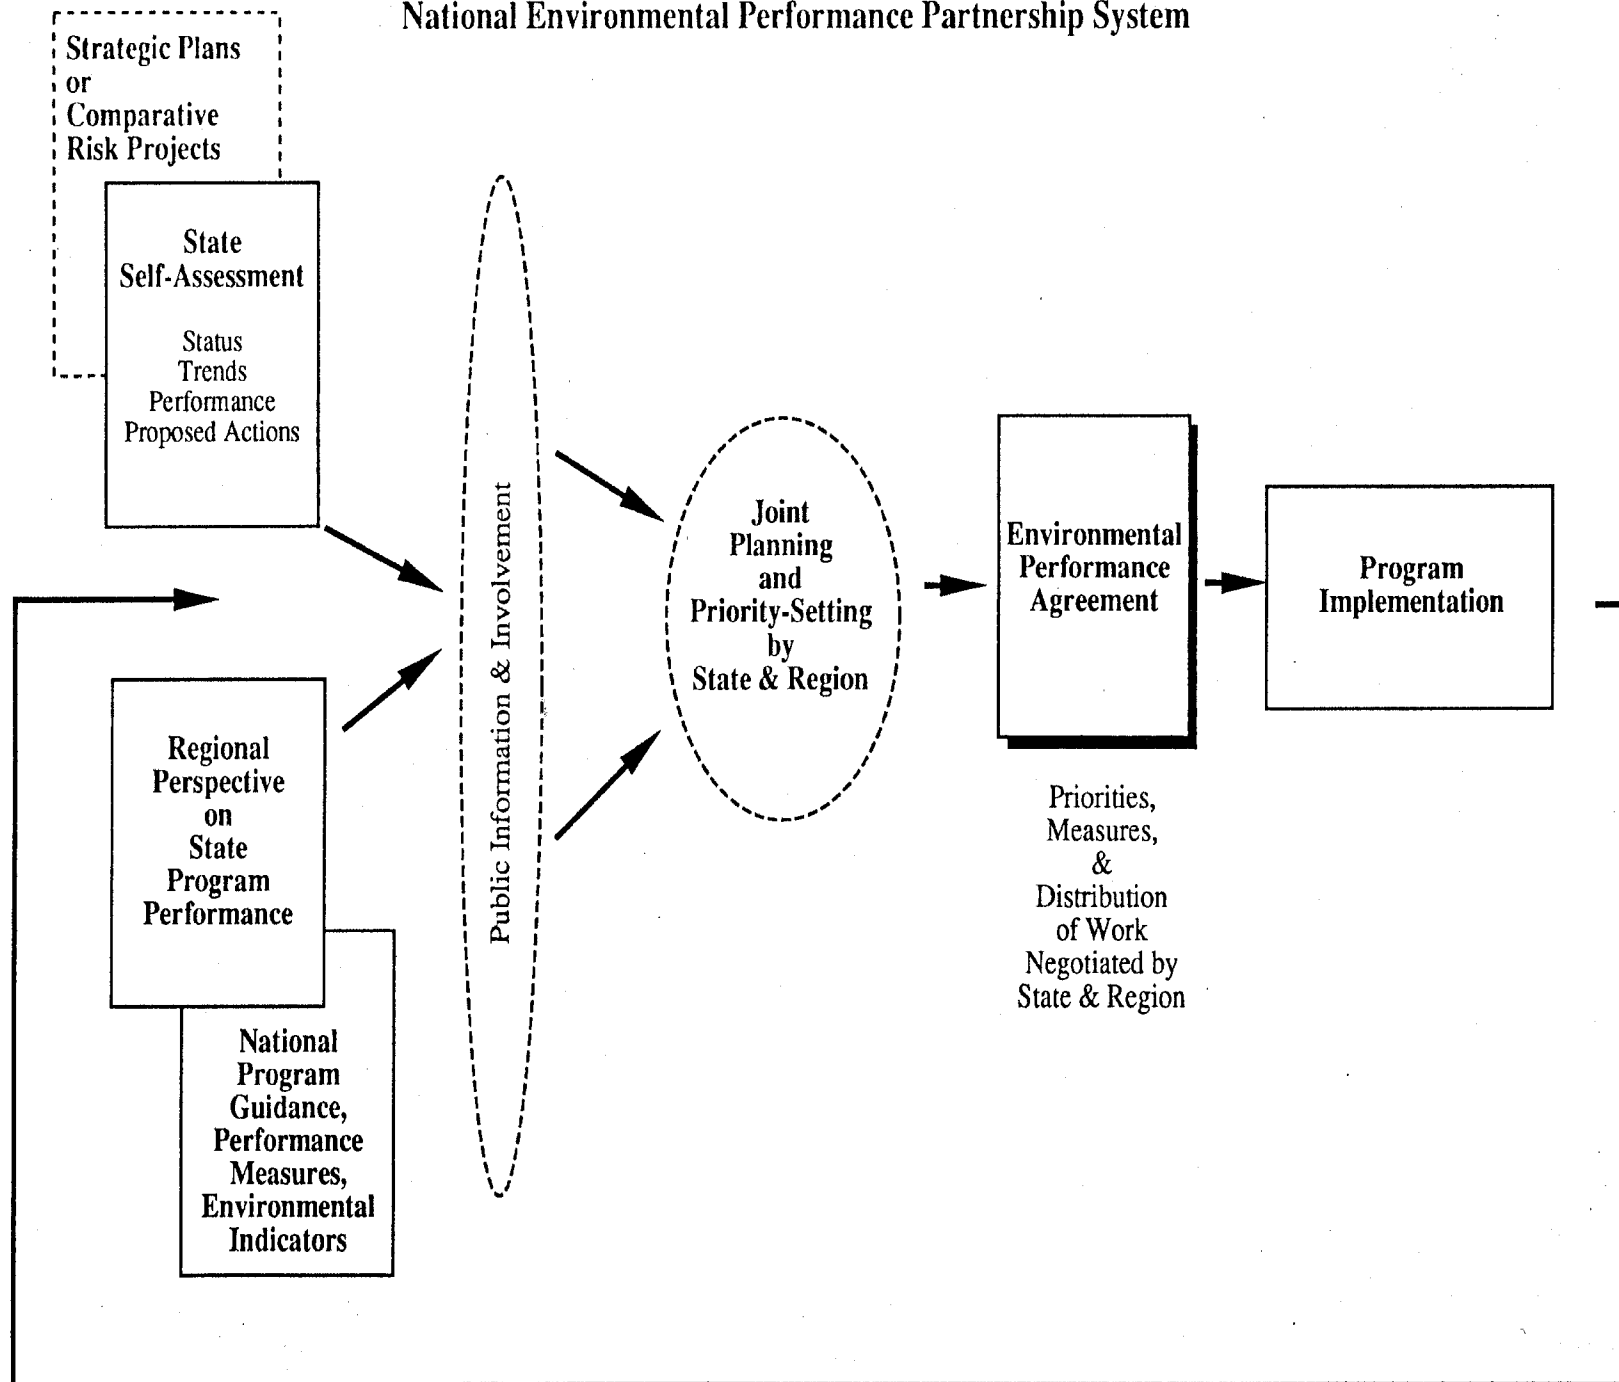 National Environmental Performance Partnership System
Strategic Plans
or
Comparative
Risk Projects
State
Self-Assessment
Status
Trends
Performance
Proposed Actions
Regional
Perspective
on
State
Program
Performance
National
Program
Guidance,
Performance
Measures,
Environmental
Indicators
Public Information & Involvement
Joint
Planning
and
Priority-Setting
by
State & Region
Environmental
Performance
Agreement
Priorities,
Measures,
&
Distribution
of Work
Negotiated by
State & Region
Program
Implementation